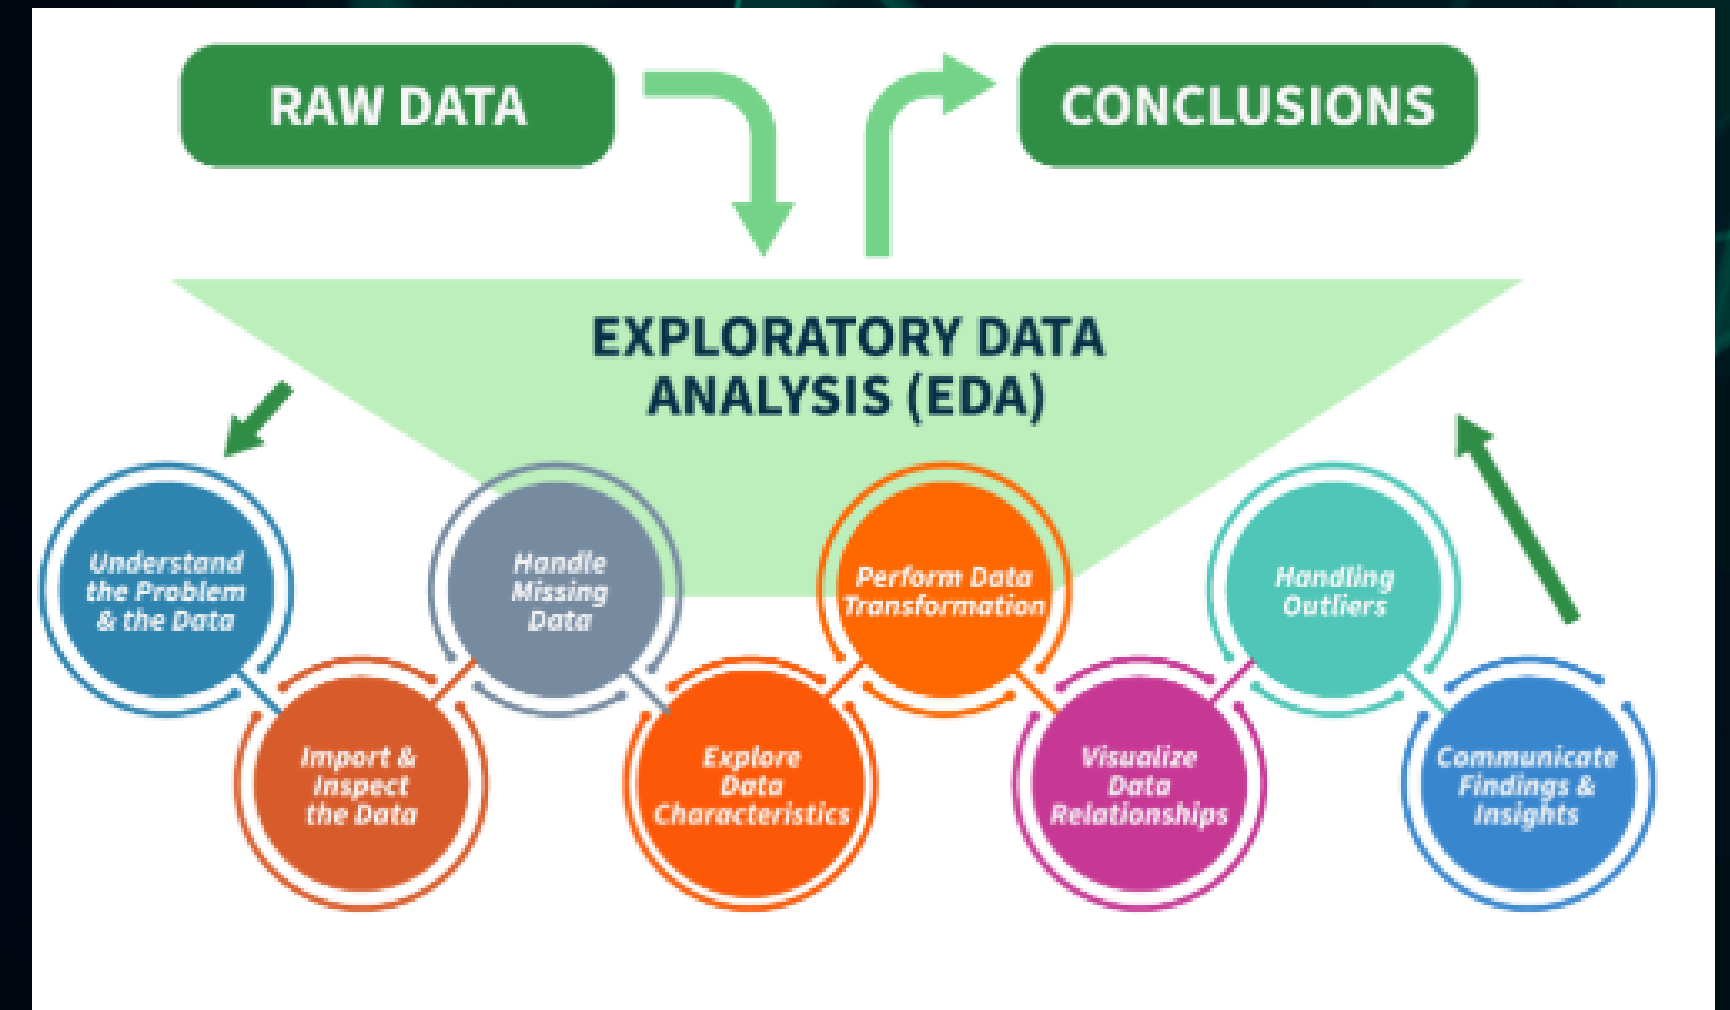 RAW DATA
CONCLUSIONS
EXPLORATORY DATA
ANALYSIS (EDA)
Understand
the Problem
& the Data
Import &
Inspect
the Data
Handle
Missing
Data
Explore
Data
Characteristics
Perform Data
Transformation
Visualize
Data
Relationships
Handling
Outliers
Communicate
Findings &
Insights